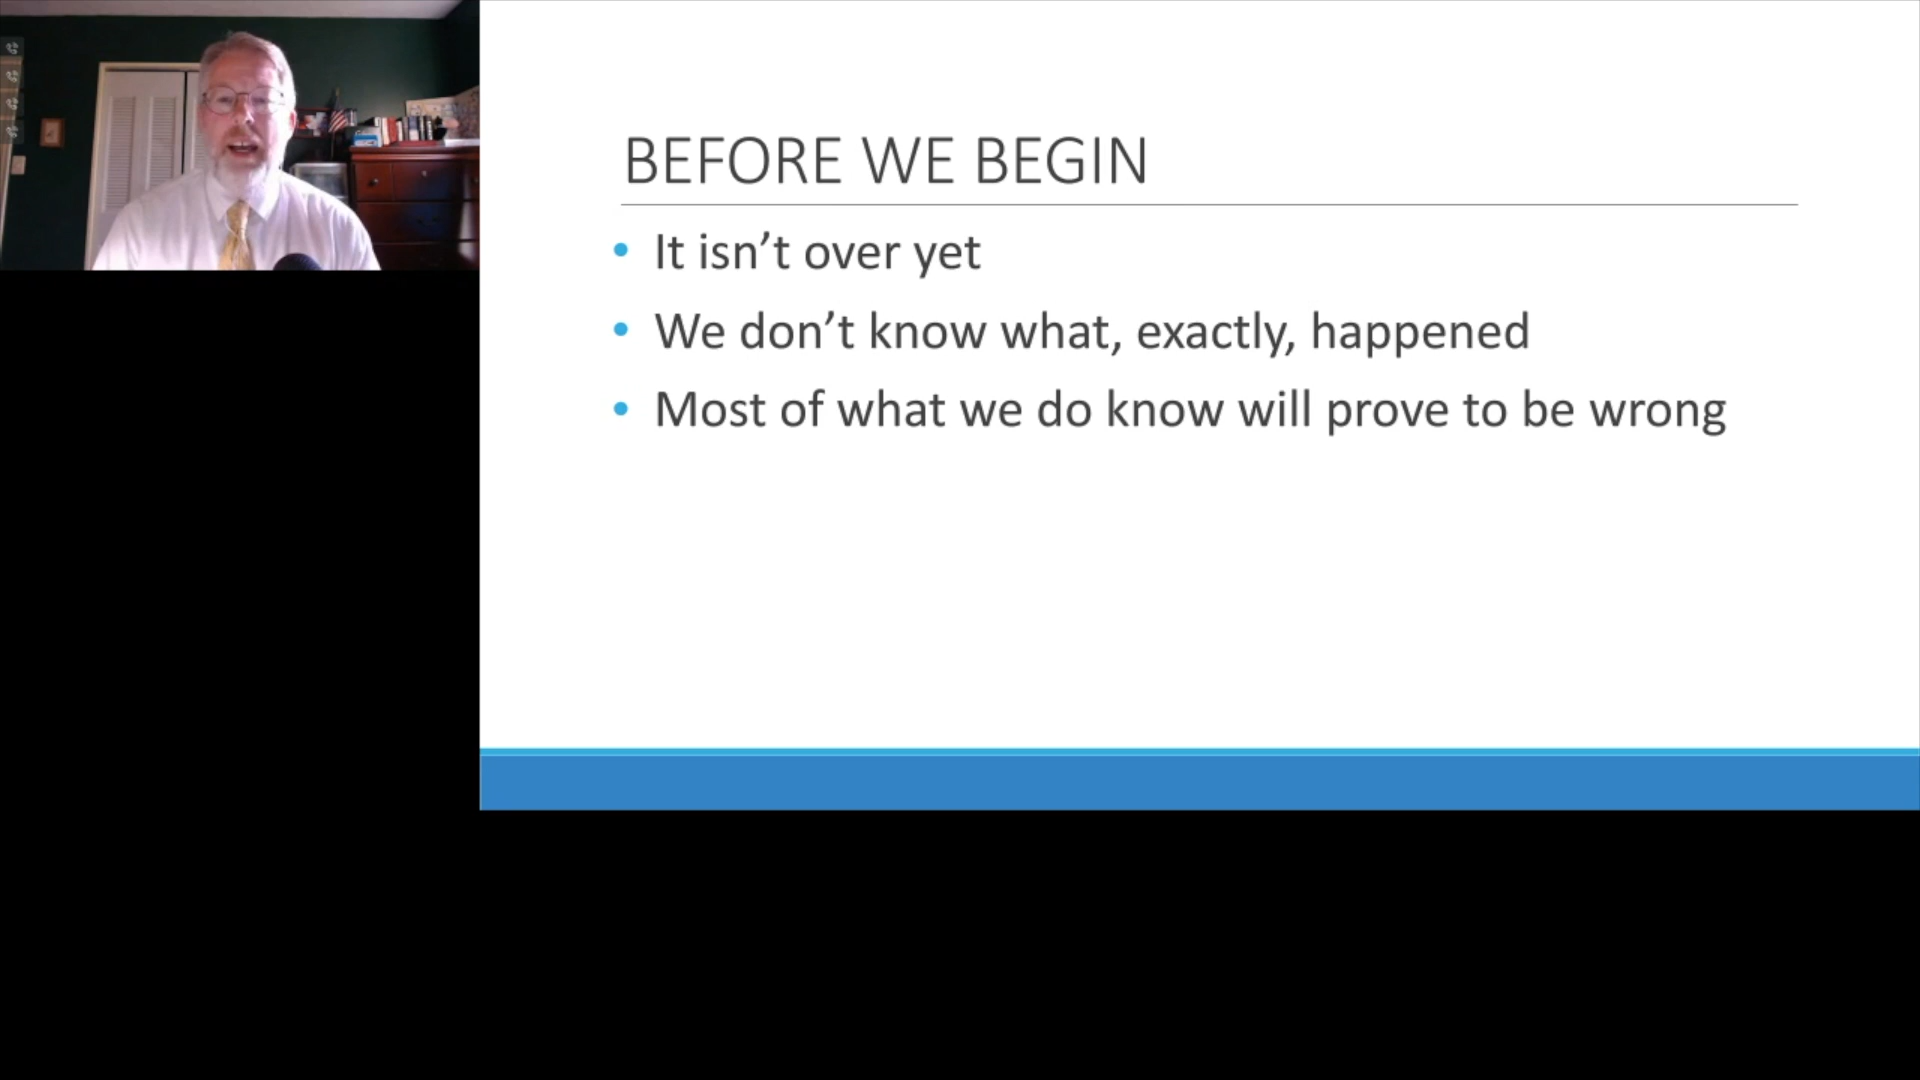 BEFORE WE BEGIN
It isn’t over yet
We don’t know what, exactly, happened
Most of what we do know will prove to be wrong